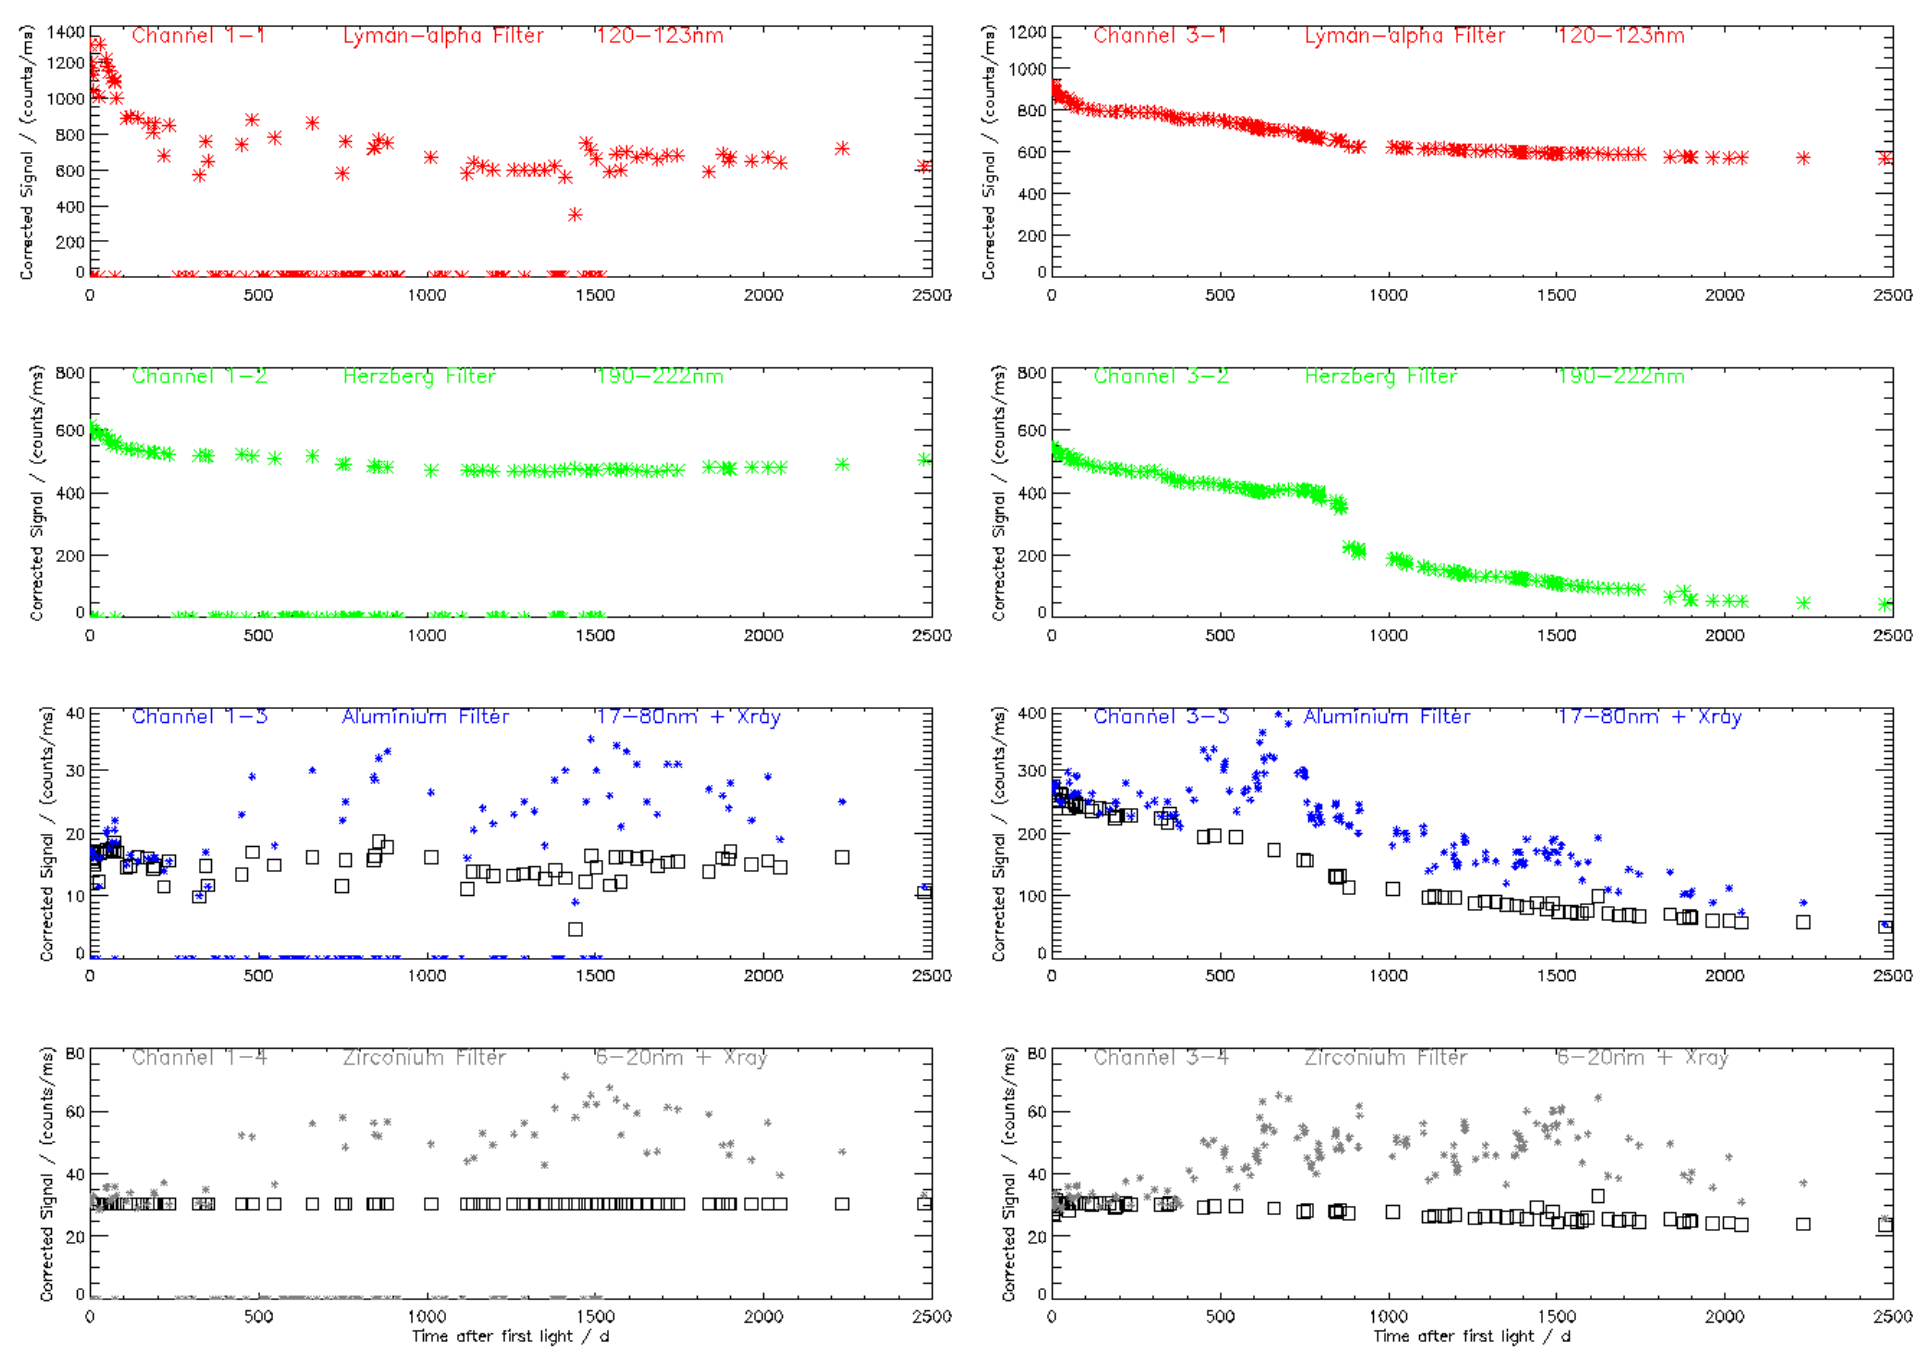 Channel 1-1 Lyman-alpha Filter 120-123nm
Corrected Signal / (counts/ms)
1400
1200
1000
800
600
400
200
0
0 500 1000 1500 2000 2500
Channel 3-1 Lyman-alpha Filter 120-123nm
Corrected Signal / (counts/ms)
1200
1000
800
600
400
200
0
0 500 1000 1500 2000 2500
Channel 1-2 Herzberg Filter 190-222nm
Corrected Signal / (counts/ms)
800
600
400
200
0
0 500 1000 1500 2000 2500
Channel 3-2 Herzberg Filter 190-222nm
Corrected Signal / (counts/ms)
800
600
400
200
0
0 500 1000 1500 2000 2500
Channel 1-3 Aluminium Filter 17-80nm + Xray
Corrected Signal / (counts/ms)
40
30
20
10
0
0 500 1000 1500 2000 2500
Channel 3-3 Aluminium Filter 17-80nm + Xray
Corrected Signal / (counts/ms)
400
300
200
100
0
0 500 1000 1500 2000 2500
Channel 1-4 Zirconium Filter 6-20nm + Xray
Corrected Signal / (counts/ms)
80
60
40
20
0
0 500 1000 1500 2000 2500
Time after first light / d
Channel 3-4 Zirconium Filter 6-20nm + Xray
Corrected Signal / (counts/ms)
80
60
40
20
0
0 500 1000 1500 2000 2500
Time after first light / d